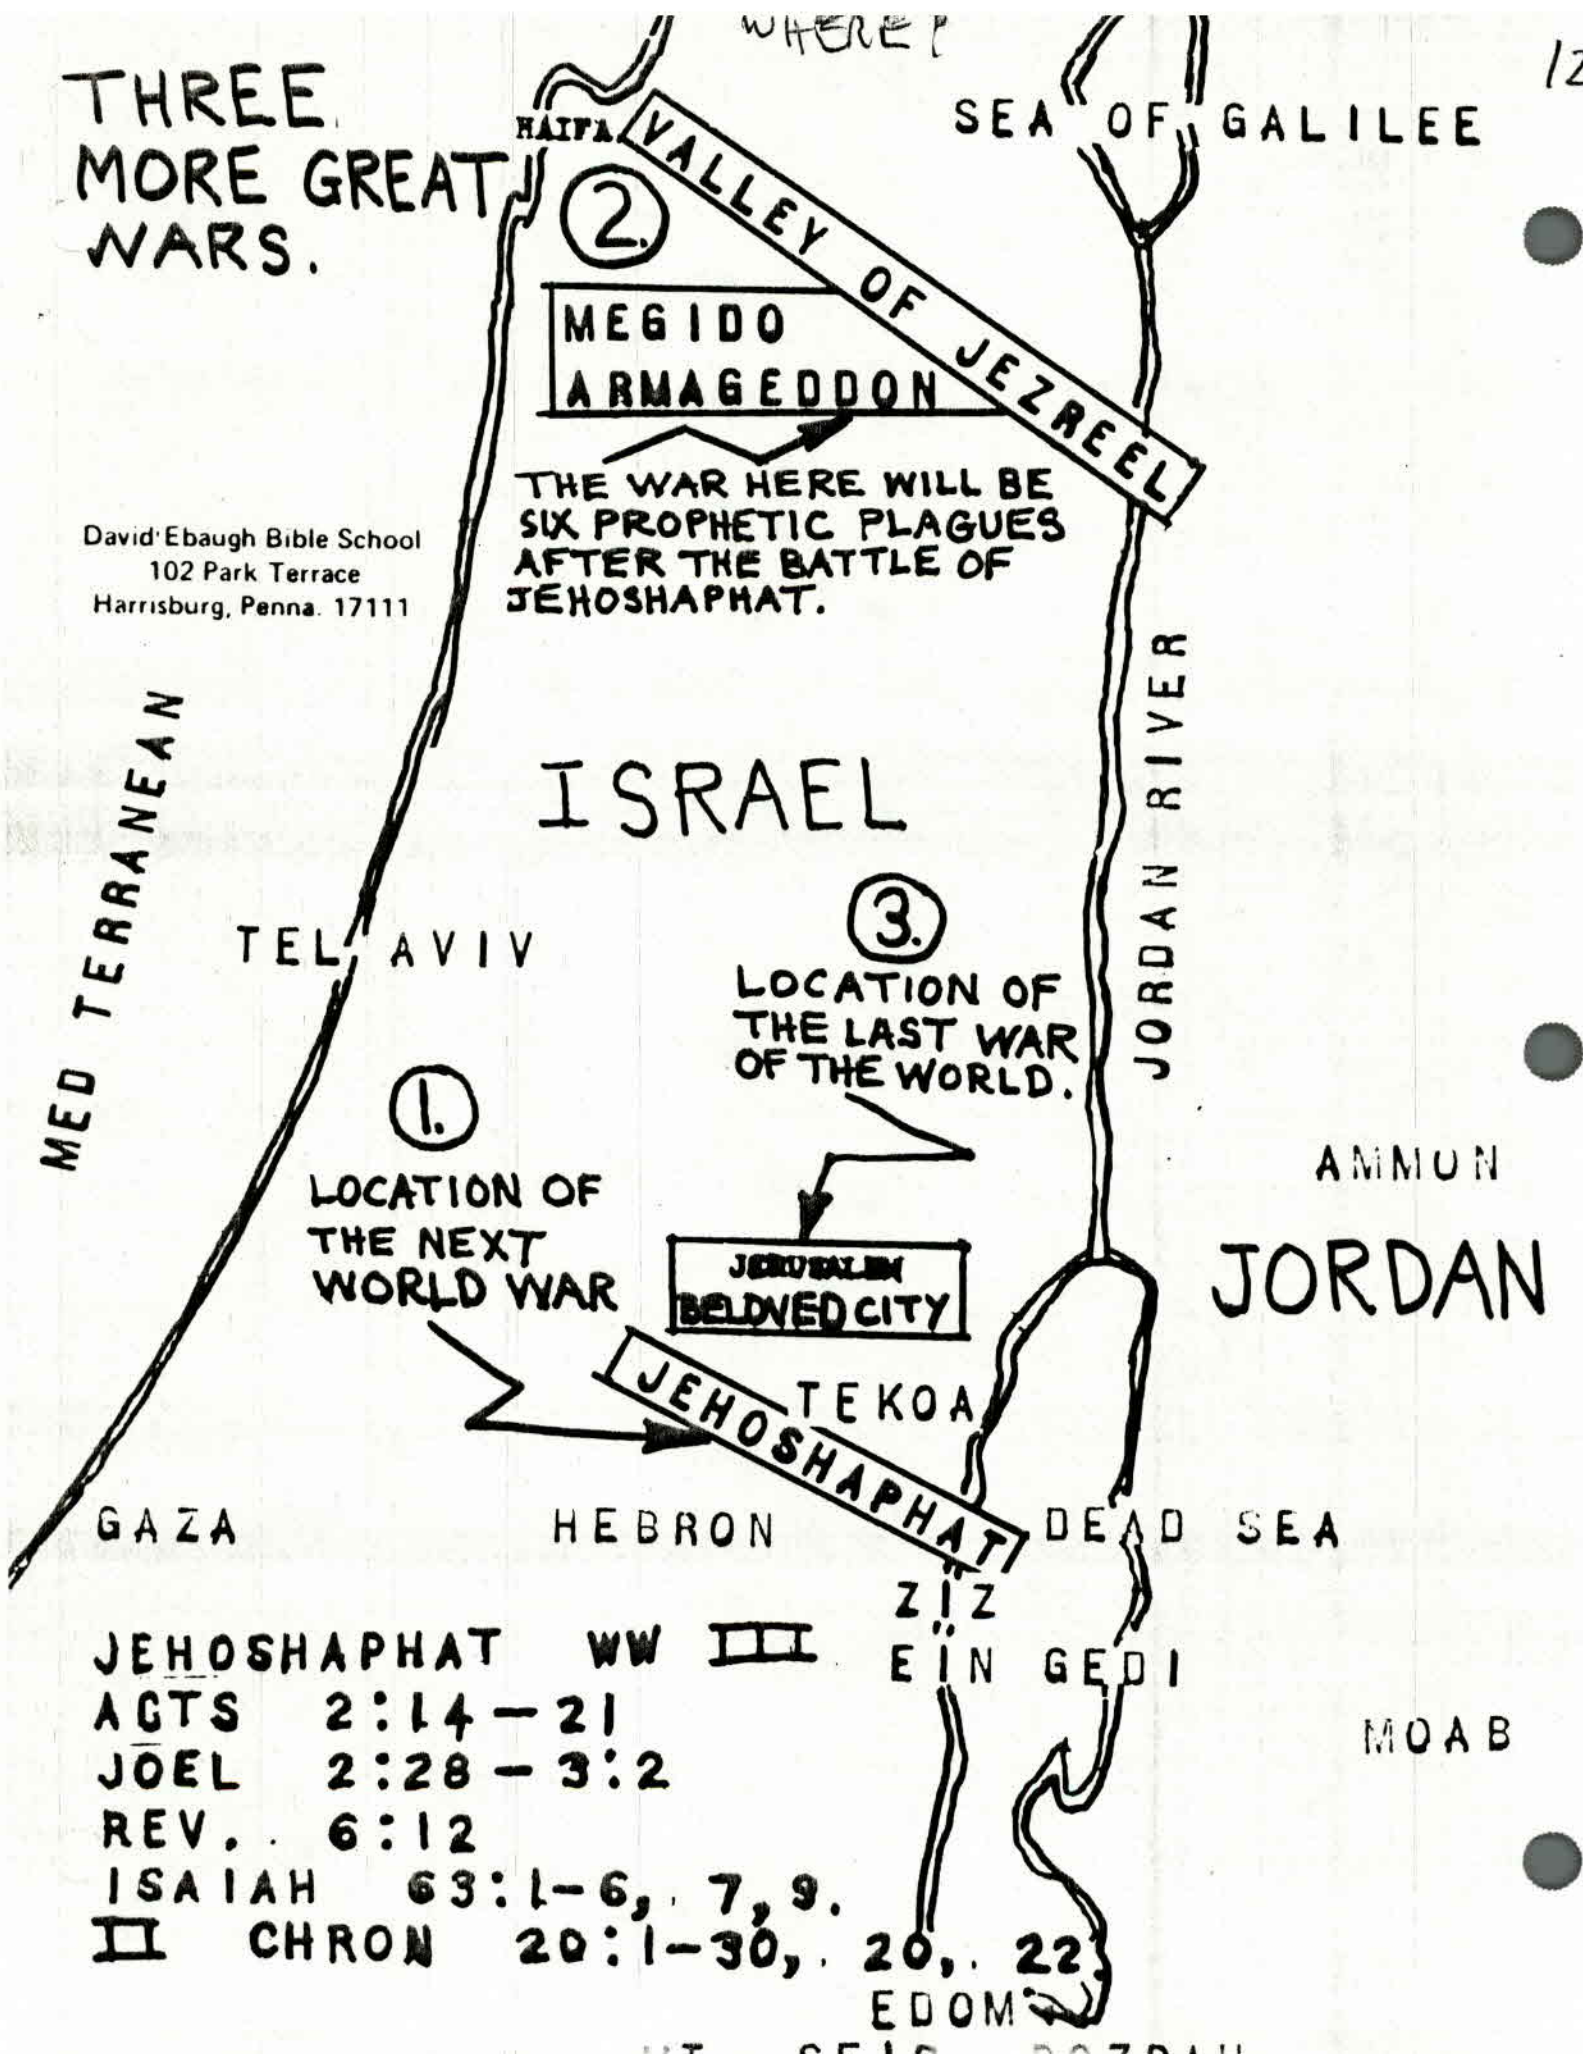 WHERE?
12
THREE
MORE GREAT
WARS.
HAIFA
SEA OF GALILEE
VALLEY OF JEZREEL
2.
MEGIDO
ARMAGEDDON
THE WAR HERE WILL BE
SIX PROPHETIC PLAGUES
AFTER THE BATTLE OF
JEHOSHAPHAT.
David Ebaugh Bible School
102 Park Terrace
Harrisburg, Penna. 17111
MED TERRANEAN
ISRAEL
JORDAN RIVER
TEL AVIV
3.
LOCATION OF
THE LAST WAR
OF THE WORLD.
1.
LOCATION OF
THE NEXT
WORLD WAR
AMMUN
JORDAN
JERUSALEM
BELOVED CITY
JEHOSHAPHAT
TEKOA
GAZA
HEBRON
DEAD SEA
ZIZ
EIN GEDI
MOAB
JEHOSHAPHAT WW III
ACTS 2:14-21
JOEL 2:28-3:2
REV. 6:12
ISAIAH 63:1-6, 7, 9.
II CHRON 20:1-30, 20, 22.
EDOM
MT SEIR BOZRAH